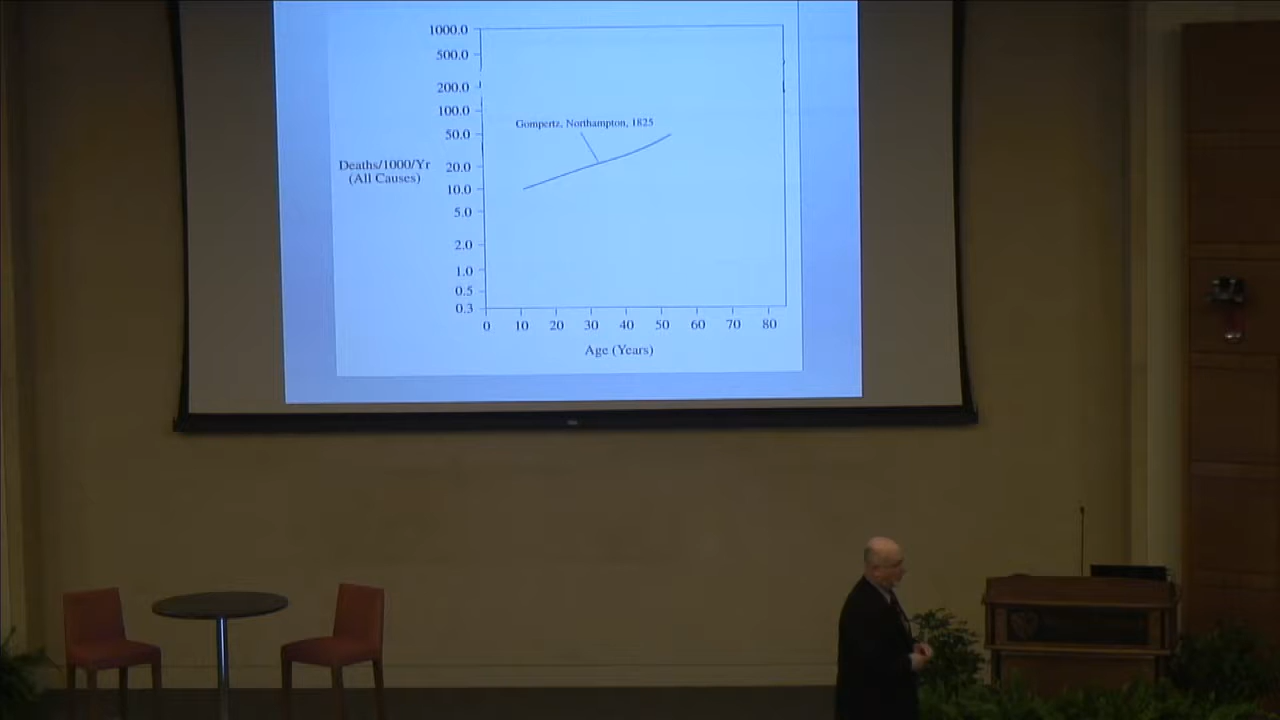 1000.0
500.0
200.0
100.0
50.0
20.0
10.0
5.0
2.0
1.0
0.5
0.3
Gompertz, Northampton, 1825
Deaths/1000/Yr
(All Causes)
0 10 20 30 40 50 60 70 80
Age (Years)